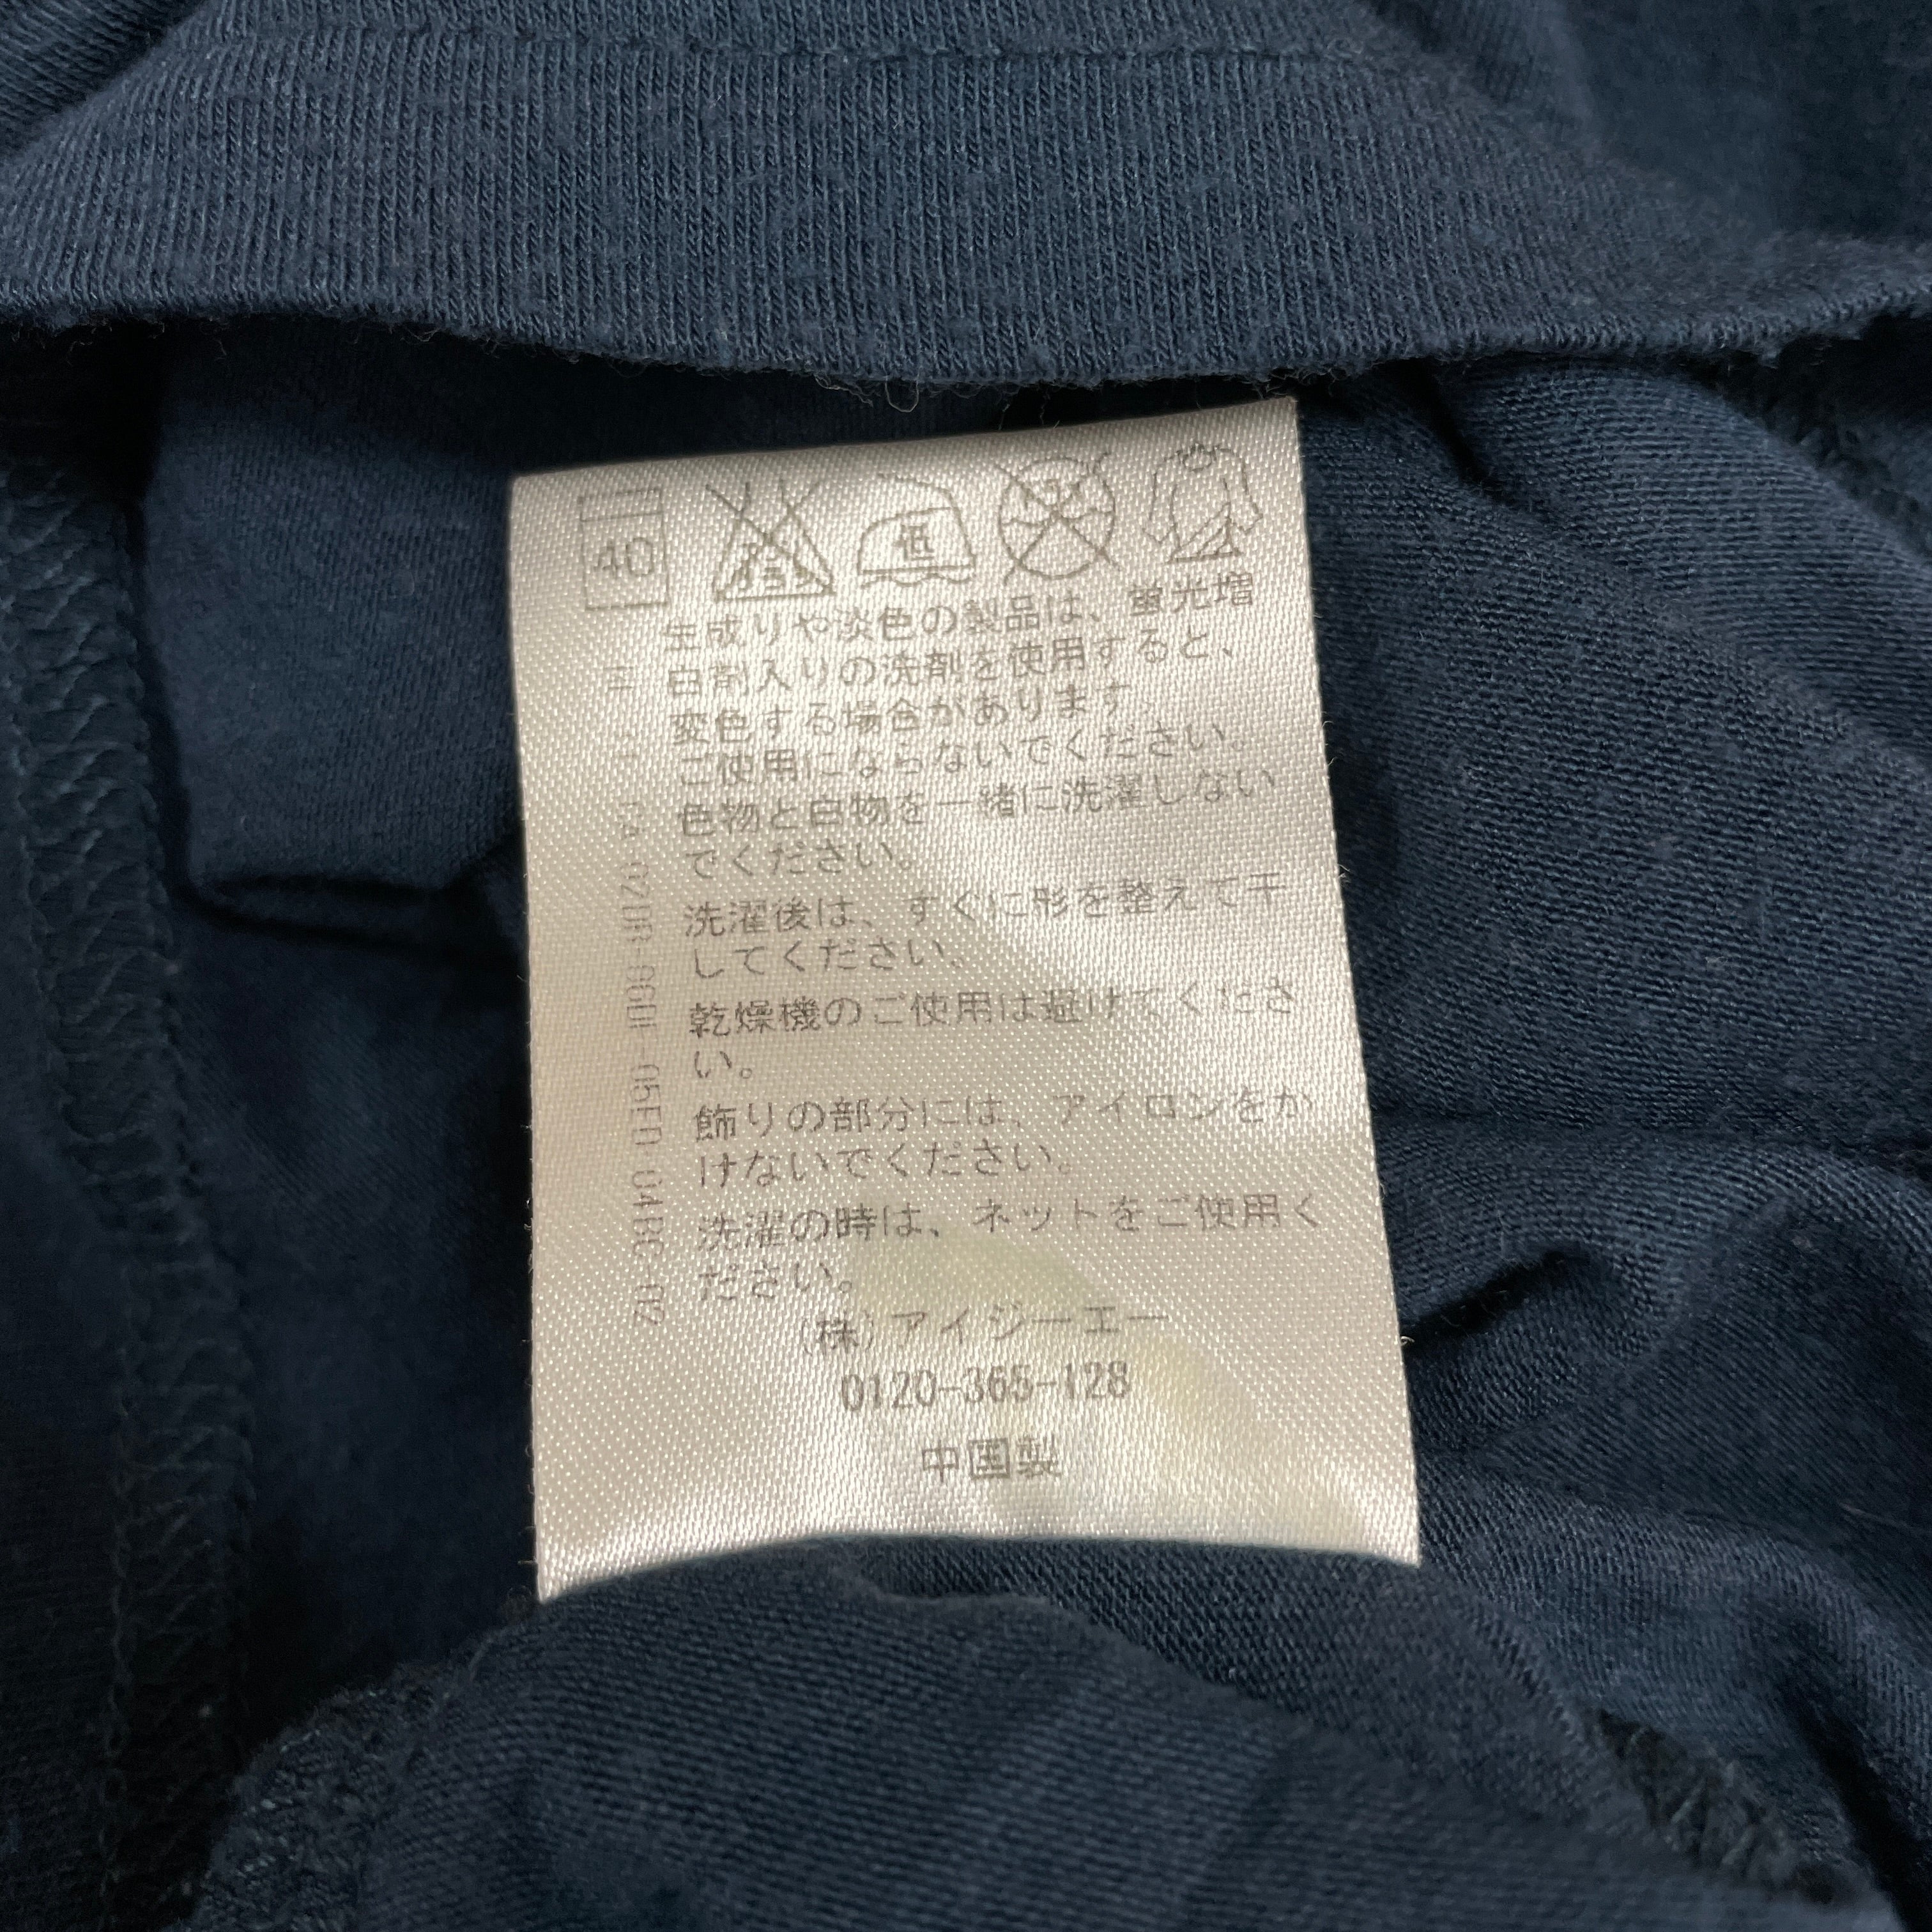 40
低
生成りや淡色の製品は、蛍光増
白剤入りの洗剤を使用すると、
変色する場合があります。
ご使用にならないでください。
色物と白物を一緒に洗濯しない
でください。
洗濯後は、すぐに形を整えて干
してください。
乾燥機のご使用は避けてくださ
い。
飾りの部分には、アイロンをか
けないでください。
洗濯の時は、ネットをご使用く
ださい。
(株)アイジーエー
0120-365-128
中国製